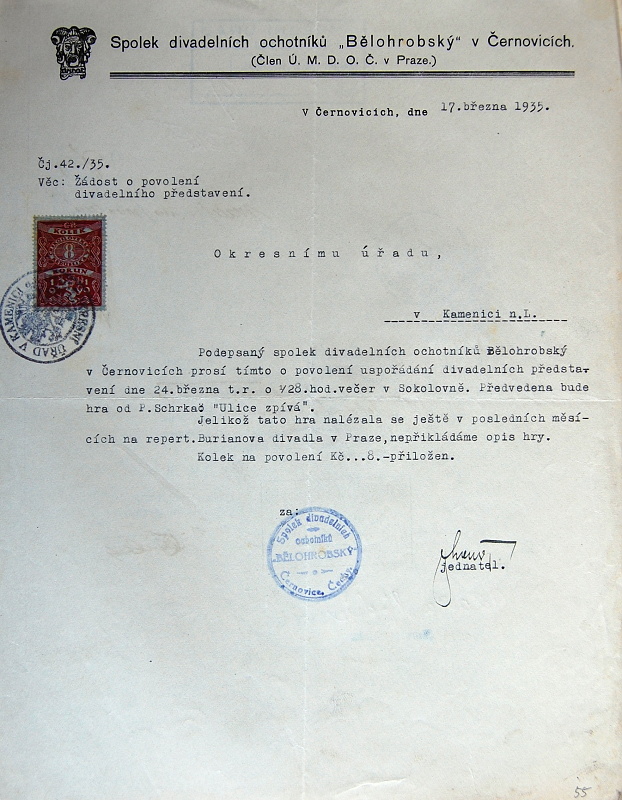 Spolek divadelních ochotníků „Bělohrobský“ v Černovicích.
(Člen Ú. M. D. O. Č. v Praze.)
V Černovicích, dne 17.března 1935.
Čj.42./35.
Věc: Žádost o povolení
divadelního představení.
KOLEK
8
KORUN
Okresnímu úřadu,
v Kamenici n.L.
ÚŘAD V KAMENICI
Podepsaný spolek divadelních ochotníků Bělohrobský
v Černovicích prosí tímto o povolení uspořádání divadelních předsta-
vení dne 24.března t.r. o ½8.hod.večer v Sokolovně. Předvedena bude
hra od P.Schrkač "Ulice zpívá".
Jelikož tato hra nalézala se ještě v posledních měsí-
cích na repert.Burianova divadla v Praze,nepřikládáme opis hry.
Kolek na povolení Kč...8.-přiložen.
za:
Spolek divadelních
ochotníků
„BĚLOHROBSKÝ“
Černovice, Čechy.
jednatel.
55